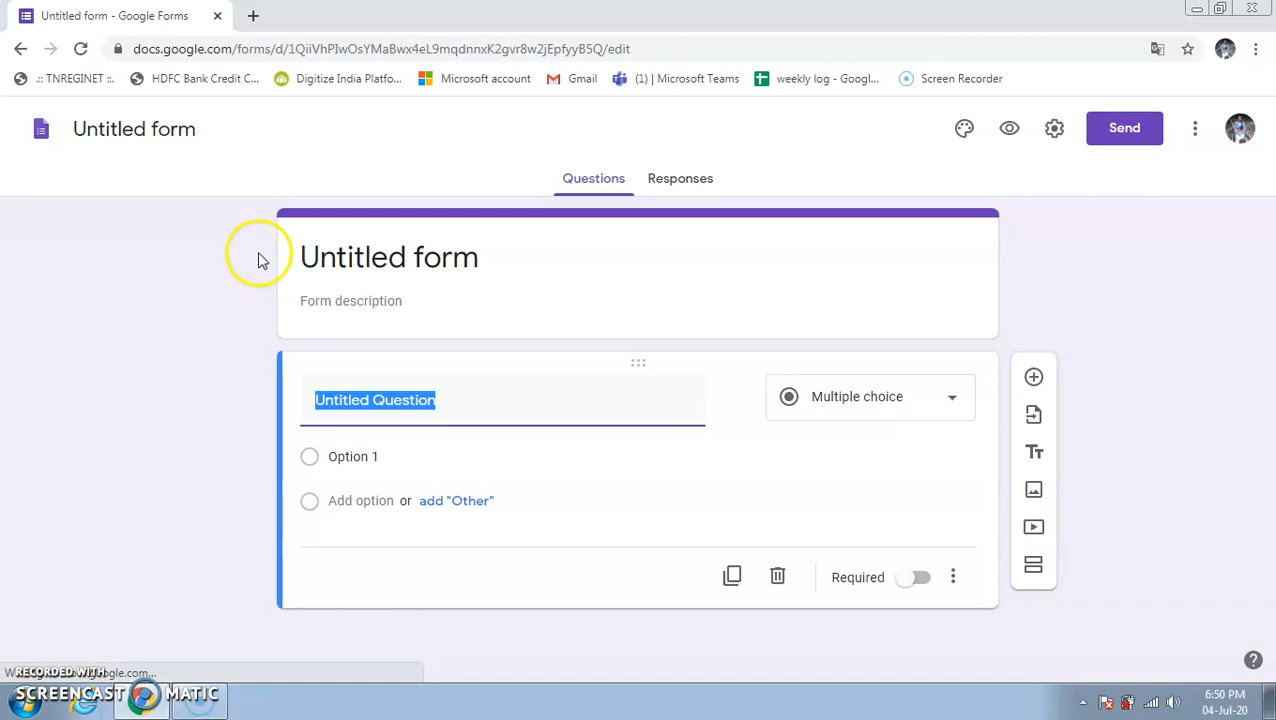 Untitled form - Google Forms
docs.google.com/forms/d/1QiiVhPIwOsYMaBwx4eL9mqdnnxK2gvr8w2jEpfyyB5Q/edit
.:: TNREGINET ::.
HDFC Bank Credit C...
Digitize India Platfo...
Microsoft account
Gmail
(1) | Microsoft Teams
weekly log - Googl...
Screen Recorder
Untitled form
Send
Questions
Responses
Untitled form
Form description
Untitled Question
Multiple choice
Option 1
Add option or add "Other"
Required
RECORDED WITH
SCREENCAST MATIC
6:50 PM
04-Jul-20